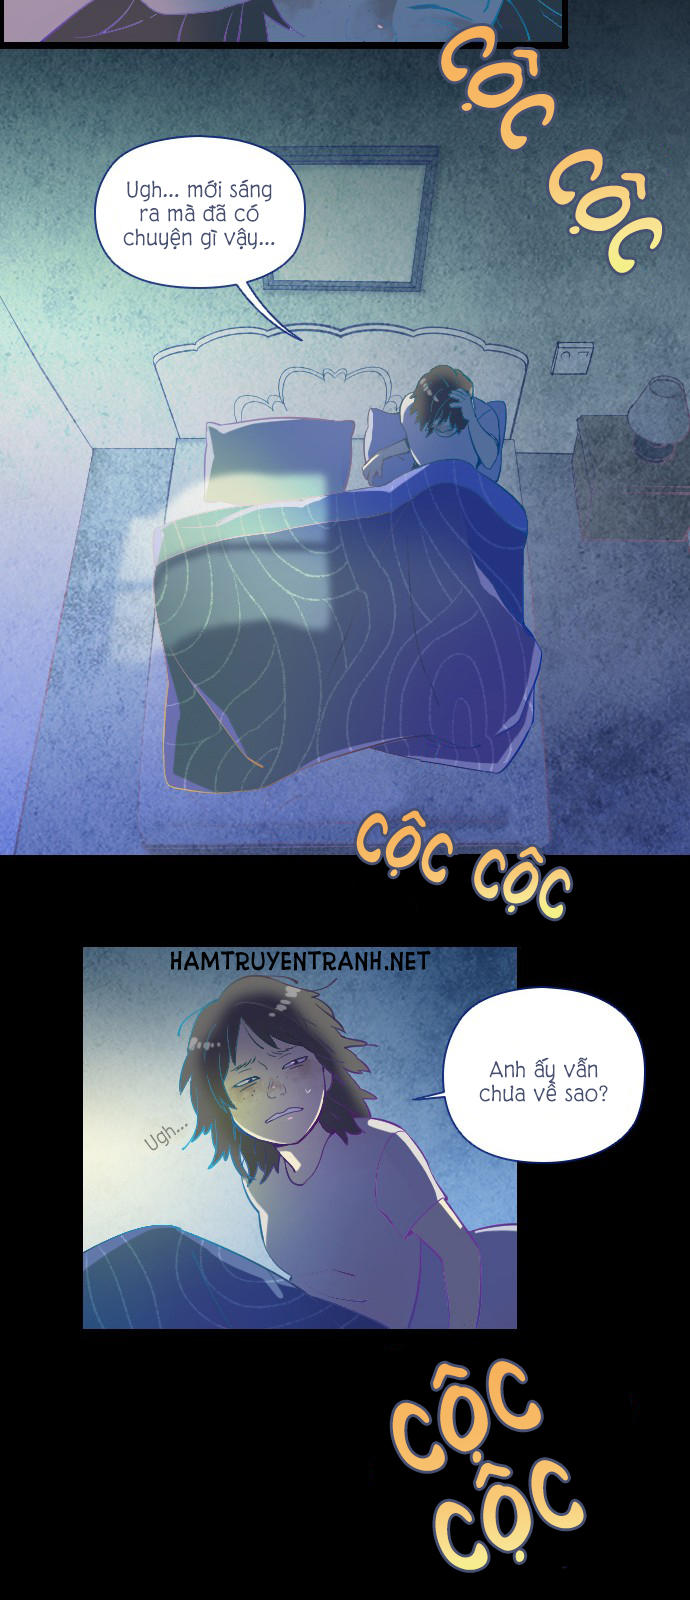 CỘC
CỘC
Ugh... mới sáng
ra mà đã có
chuyện gì vậy...
CỘC CỘC
HAMTRUYENTRANH.NET
Anh ấy vẫn
chưa về sao?
Ugh...
CỘC
CỘC